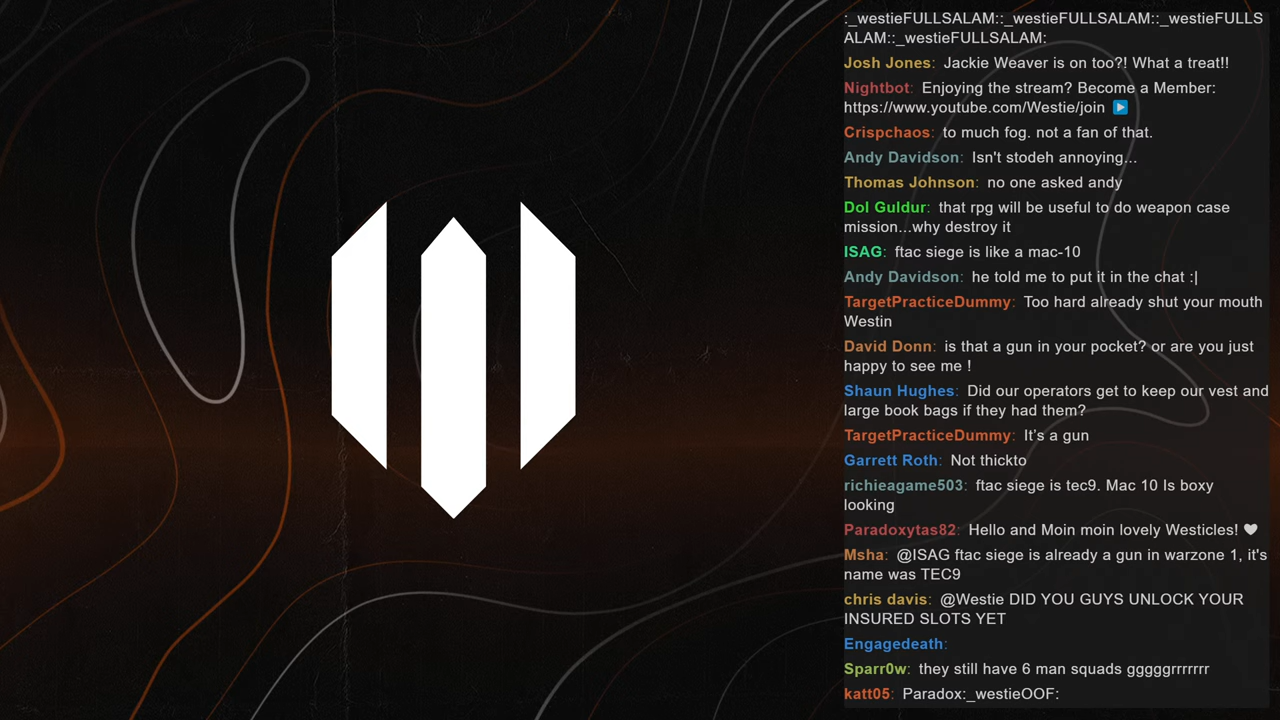 :_westieFULLSALAM::_westieFULLSALAM::_westieFULLS
ALAM::_westieFULLSALAM:
Josh Jones: Jackie Weaver is on too?! What a treat!!
Nightbot: Enjoying the stream? Become a Member:
https://www.youtube.com/Westie/join ▶
Crispchaos: to much fog. not a fan of that.
Andy Davidson: Isn't stodeh annoying...
Thomas Johnson: no one asked andy
Dol Guldur: that rpg will be useful to do weapon case
mission...why destroy it
ISAG: ftac siege is like a mac-10
Andy Davidson: he told me to put it in the chat :|
TargetPracticeDummy: Too hard already shut your mouth
Westin
David Donn: is that a gun in your pocket? or are you just
happy to see me !
Shaun Hughes: Did our operators get to keep our vest and
large book bags if they had them?
TargetPracticeDummy: It’s a gun
Garrett Roth: Not thickto
richieagame503: ftac siege is tec9. Mac 10 Is boxy
looking
Paradoxytas82: Hello and Moin moin lovely Westicles! 🤍
Msha: @ISAG ftac siege is already a gun in warzone 1, it's
name was TEC9
chris davis: @Westie DID YOU GUYS UNLOCK YOUR
INSURED SLOTS YET
Engagedeath:
Sparr0w: they still have 6 man squads gggggrrrrrrr
katt05: Paradox:_westieOOF: